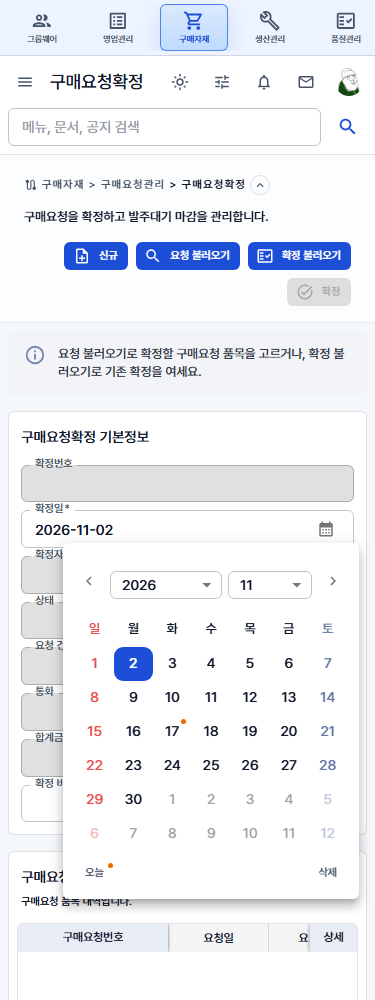 그룹웨어 영업관리 구매자재 생산관리 품질관리
구매요청확정
메뉴, 문서, 공지 검색
구매자재 > 구매요청관리 > 구매요청확정
구매요청을 확정하고 발주대기 마감을 관리합니다.
신규 요청 불러오기 확정 불러오기
확정
요청 불러오기로 확정할 구매요청 품목을 고르거나, 확정 불
러오기로 기존 확정을 여세요.
구매요청확정 기본정보
확정번호
확정일*
2026-11-02
확정자
2026 11
상태
일 월 화 수 목 금 토
요청 건
1 2 3 4 5 6 7
통화
8 9 10 11 12 13 14
합계금
15 16 17 18 19 20 21
22 23 24 25 26 27 28
확정 비
29 30 1 2 3 4 5
6 7 8 9 10 11 12
오늘 삭제
구매요청
구매요청 품목 내역입니다.
구매요청번호 요청일 요 상세